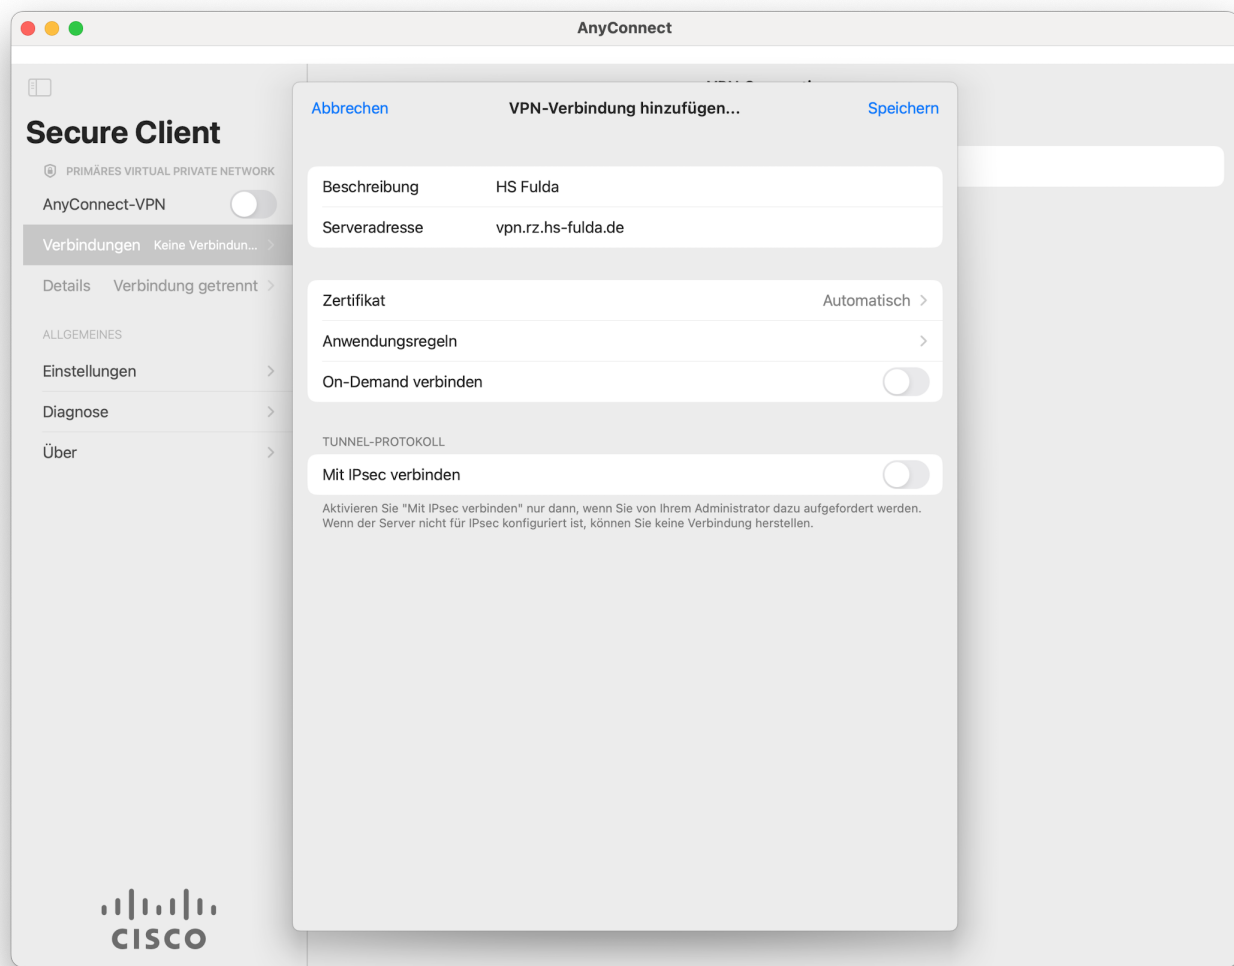 AnyConnect
Abbrechen
VPN-Verbindung hinzufügen...
Speichern
Secure Client
PRIMÄRES VIRTUAL PRIVATE NETWORK
AnyConnect-VPN
Verbindungen Keine Verbindun...
Details Verbindung getrennt
ALLGEMEINES
Einstellungen
Diagnose
Über
Beschreibung HS Fulda
Serveradresse vpn.rz.hs-fulda.de
Zertifikat Automatisch
Anwendungsregeln
On-Demand verbinden
TUNNEL-PROTOKOLL
Mit IPsec verbinden
Aktivieren Sie "Mit IPsec verbinden" nur dann, wenn Sie von Ihrem Administrator dazu aufgefordert werden.
Wenn der Server nicht für IPsec konfiguriert ist, können Sie keine Verbindung herstellen.
CISCO